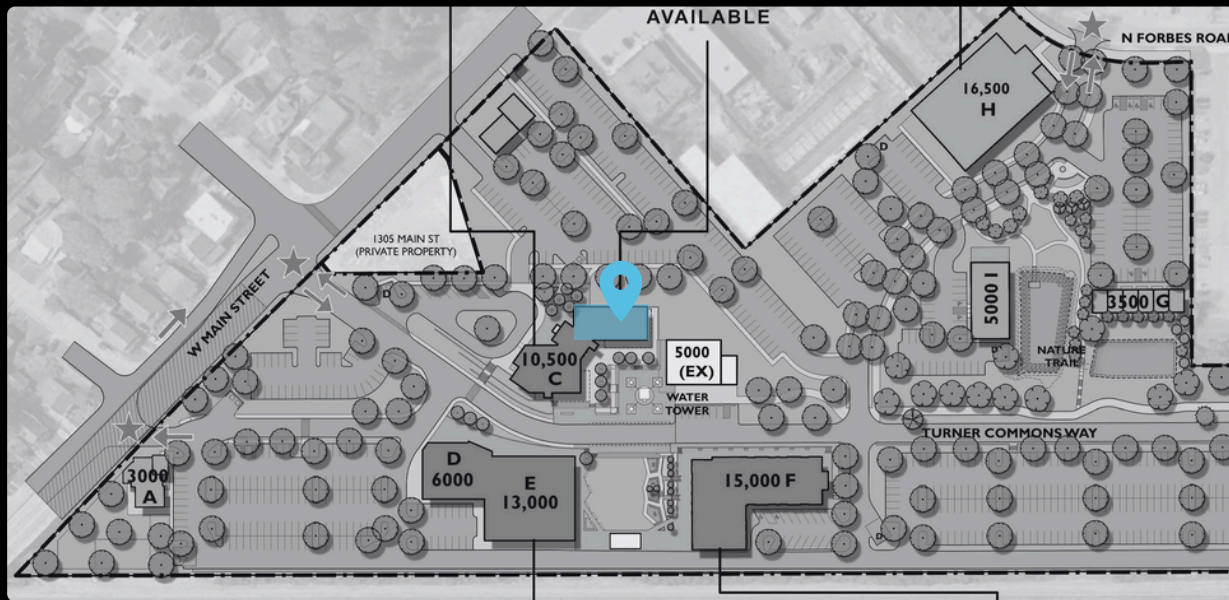 AVAILABLE
N FORBES ROA
16,500
H
1305 MAIN ST
(PRIVATE PROPERTY)
D
D
W MAIN STREET
5000 I
3500 G
10,500
C
5000
(EX)
WATER
TOWER
NATURE
TRAIL
D
TURNER COMMONS WAY
3000
A
D
6000
E
13,000
15,000 F
D